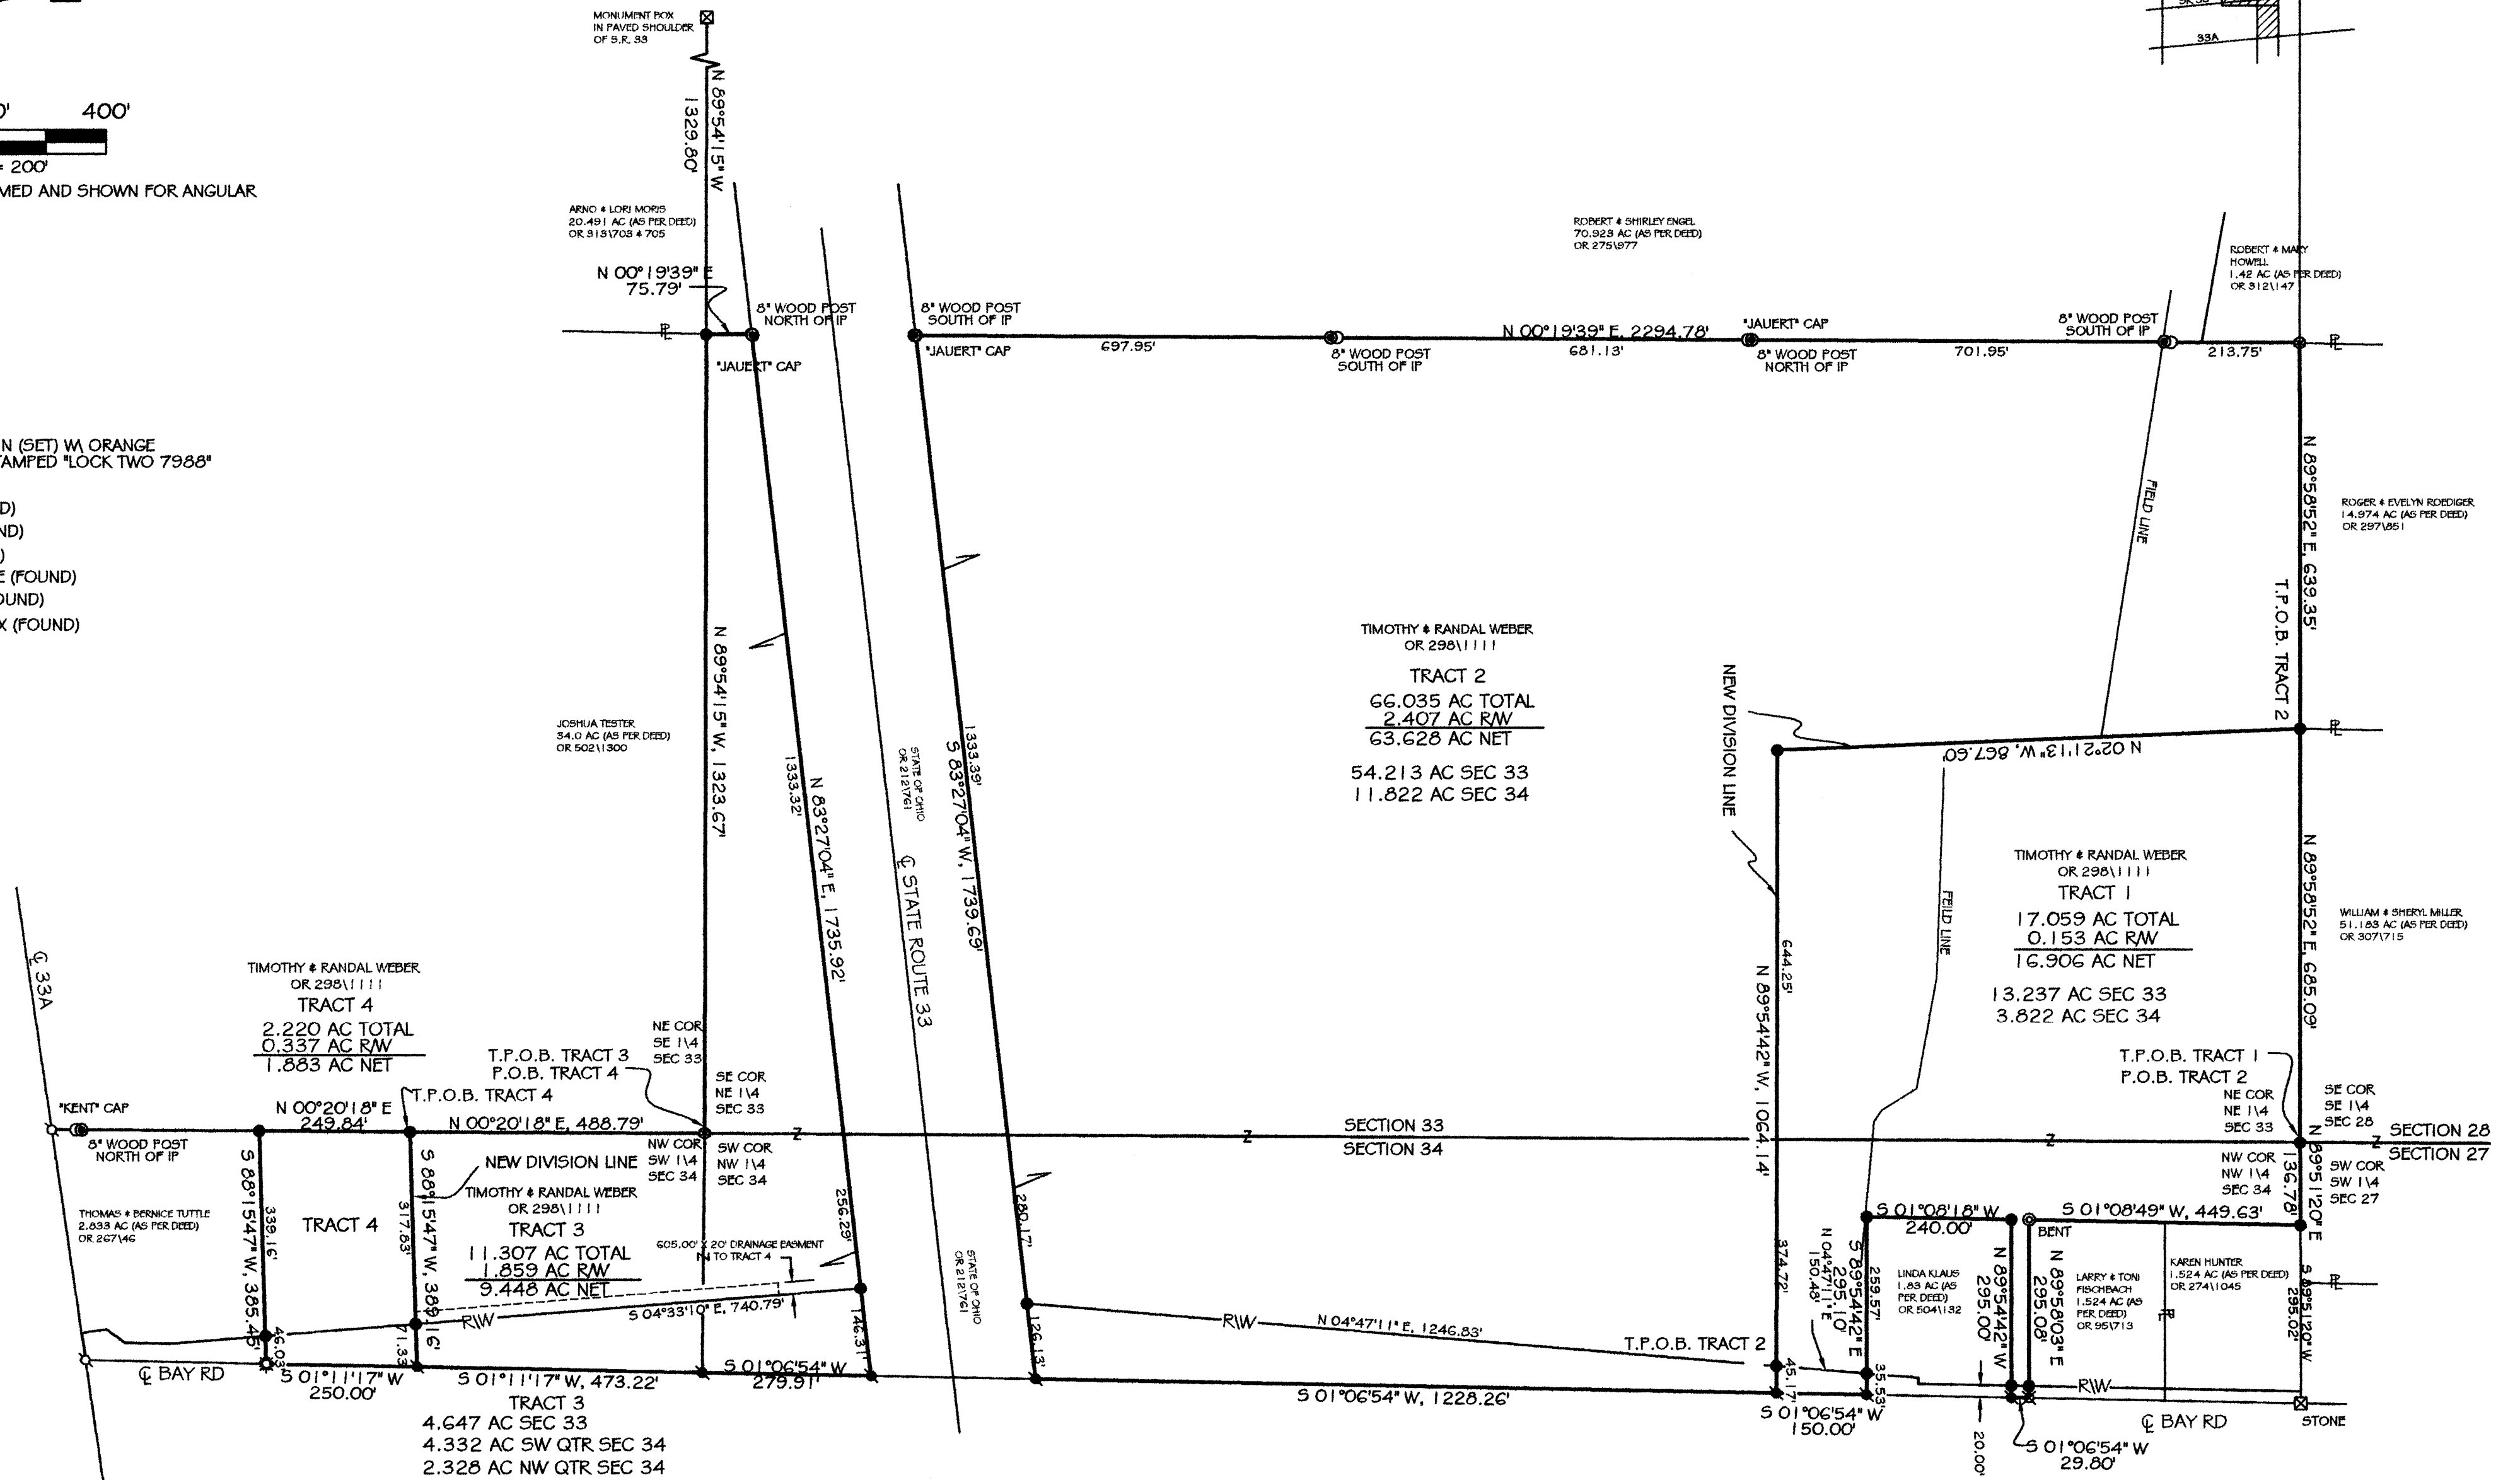 MONUMENT BOX
IN PAVED SHOULDER
OF S.R. 33
33A
400'
= 200'
MED AND SHOWN FOR ANGULAR
N 89°54'15" W
1329.80'
ARNO & LORI MORIS
20.491 AC (AS PER DEED)
OR 313\703 & 705
ROBERT & SHIRLEY ENGEL
70.923 AC (AS PER DEED)
OR 275\977
ROBERT & MARY
HOWELL
1.42 AC (AS PER DEED)
OR 312\147
N 00°19'39" E
75.79'
8" WOOD POST
NORTH OF IP
"JAUERT" CAP
8" WOOD POST
SOUTH OF IP
"JAUERT" CAP
697.95'
8" WOOD POST
SOUTH OF IP
N 00°19'39" E, 2294.78'
681.13'
"JAUERT" CAP
8" WOOD POST
NORTH OF IP
701.95'
8" WOOD POST
SOUTH OF IP
213.75'
N (SET) W\ ORANGE
TAMPED "LOCK TWO 7988"
D)
ND)
)
E (FOUND)
OUND)
X (FOUND)
N 89°58'52" E, 639.35'
FIELD LINE
ROGER & EVELYN ROEDIGER
14.974 AC (AS PER DEED)
OR 297\851
T.P.O.B. TRACT 2
TIMOTHY & RANDAL WEBER
OR 298\1111
TRACT 2
66.035 AC TOTAL
2.407 AC R/W
63.628 AC NET
54.213 AC SEC 33
11.822 AC SEC 34
NEW DIVISION LINE
N 02°21'13" W, 867.60'
JOSHUA TESTER
34.0 AC (AS PER DEED)
OR 502\1300
N 89°54'15" W, 1323.67'
1333.32'
N 83°27'04" E, 1735.92'
STATE OF OHIO
OR 212\761
℄ STATE ROUTE 33
1333.39'
S 83°27'04" W, 1739.69'
TIMOTHY & RANDAL WEBER
OR 298\1111
TRACT 1
17.059 AC TOTAL
0.153 AC R/W
16.906 AC NET
13.237 AC SEC 33
3.822 AC SEC 34
FEILD LINE
N 89°58'52" E, 685.09'
WILLIAM & SHERYL MILLER
51.183 AC (AS PER DEED)
OR 307\715
644.25'
N 89°54'42" W, 1064.14'
℄ 33A
TIMOTHY & RANDAL WEBER
OR 298\1111
TRACT 4
2.220 AC TOTAL
0.337 AC R/W
1.883 AC NET
NE COR
SE 1\4
SEC 33
T.P.O.B. TRACT 3
P.O.B. TRACT 4
T.P.O.B. TRACT 4
SE COR
NE 1\4
SEC 33
T.P.O.B. TRACT 1
P.O.B. TRACT 2
NE COR
NE 1\4
SEC 33
SE COR
SE 1\4
SEC 28
"KENT" CAP
8" WOOD POST
NORTH OF IP
N 00°20'18" E
249.84'
N 00°20'18" E, 488.79'
SECTION 33
SECTION 34
SECTION 28
SECTION 27
NW COR
SW 1\4
SEC 34
SW COR
NW 1\4
SEC 34
NW COR
NW 1\4
SEC 34
SW COR
SW 1\4
SEC 27
N 89°51'20" E
136.78'
NEW DIVISION LINE
THOMAS & BERNICE TUTTLE
2.833 AC (AS PER DEED)
OR 267\46
S 88°15'47" W, 385.46'
339.16'
46.03'
TRACT 4
S 88°15'47" W, 389.16'
317.83'
71.33'
TIMOTHY & RANDAL WEBER
OR 298\1111
TRACT 3
11.307 AC TOTAL
1.859 AC R/W
9.448 AC NET
605.00' X 20' DRAINAGE EASMENT
TO TRACT 4
R\W
S 04°33'10" E, 740.79'
256.29'
146.31'
280.17'
126.13'
STATE OF OHIO
OR 212\761
R\W
N 04°47'11" E, 1246.83'
T.P.O.B. TRACT 2
374.72'
45.17'
N 04°47'11" E
150.48'
S 89°54'42" E
295.10'
259.57'
35.53'
S 01°08'18" W
240.00'
LINDA KLAUS
1.83 AC (AS
PER DEED)
OR 504\132
N 89°54'42" W
295.00'
BENT
N 89°58'03" E
295.08'
S 01°08'49" W, 449.63'
LARRY & TONI
FISCHBACH
1.524 AC (AS
PER DEED)
OR 95\713
KAREN HUNTER
1.524 AC (AS PER DEED)
OR 274\1045
S 89°51'20" W
295.02'
R\W
℄ BAY RD
S 01°11'17" W
250.00'
S 01°11'17" W, 473.22'
S 01°06'54" W
279.91'
S 01°06'54" W, 1228.26'
S 01°06'54" W
150.00'
20.00'
S 01°06'54" W
29.80'
℄ BAY RD
STONE
TRACT 3
4.647 AC SEC 33
4.332 AC SW QTR SEC 34
2.328 AC NW QTR SEC 34